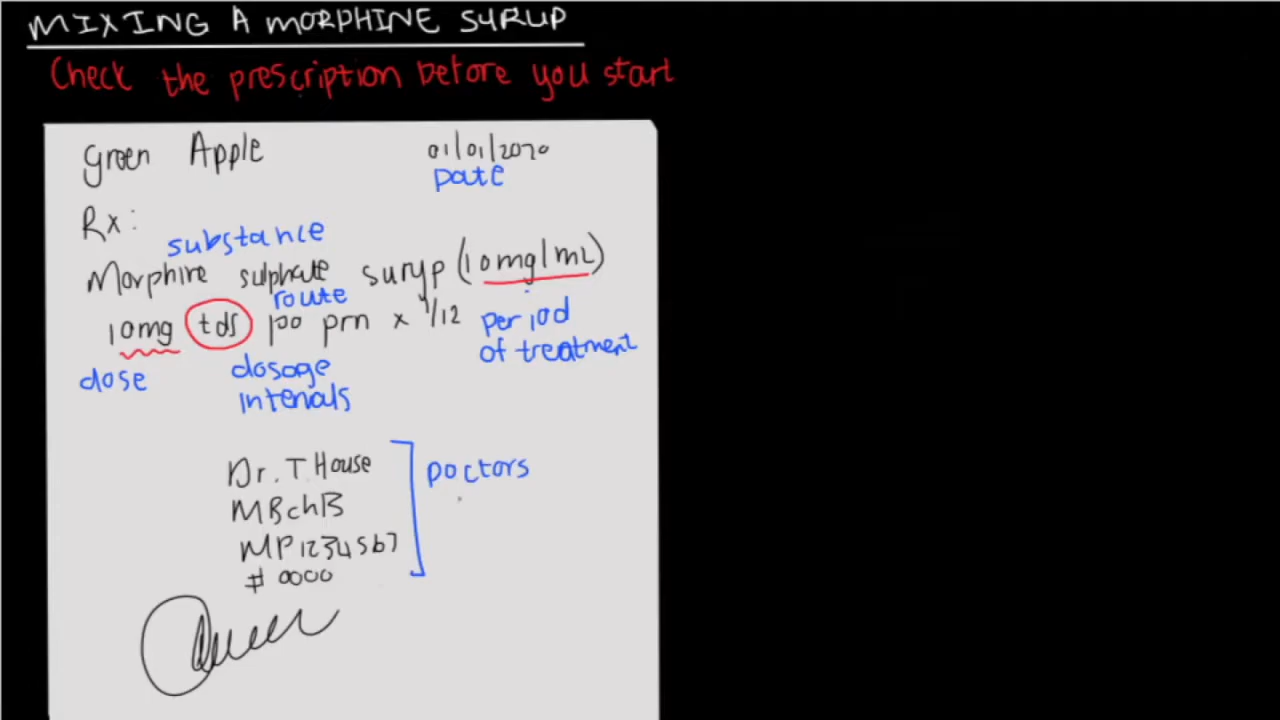 MIXING A MORPHINE SYRUP
Check the prescription before you start
Green Apple 01/01/2020
Date
Rx:
substance
Morphine sulphate suryp (10mg/mL)
route
10mg tds po prn x 1/12 period
of treatment
dose dosage
intervals
Dr. T. House
MBchB
MP1234567
# 0000
Doctors